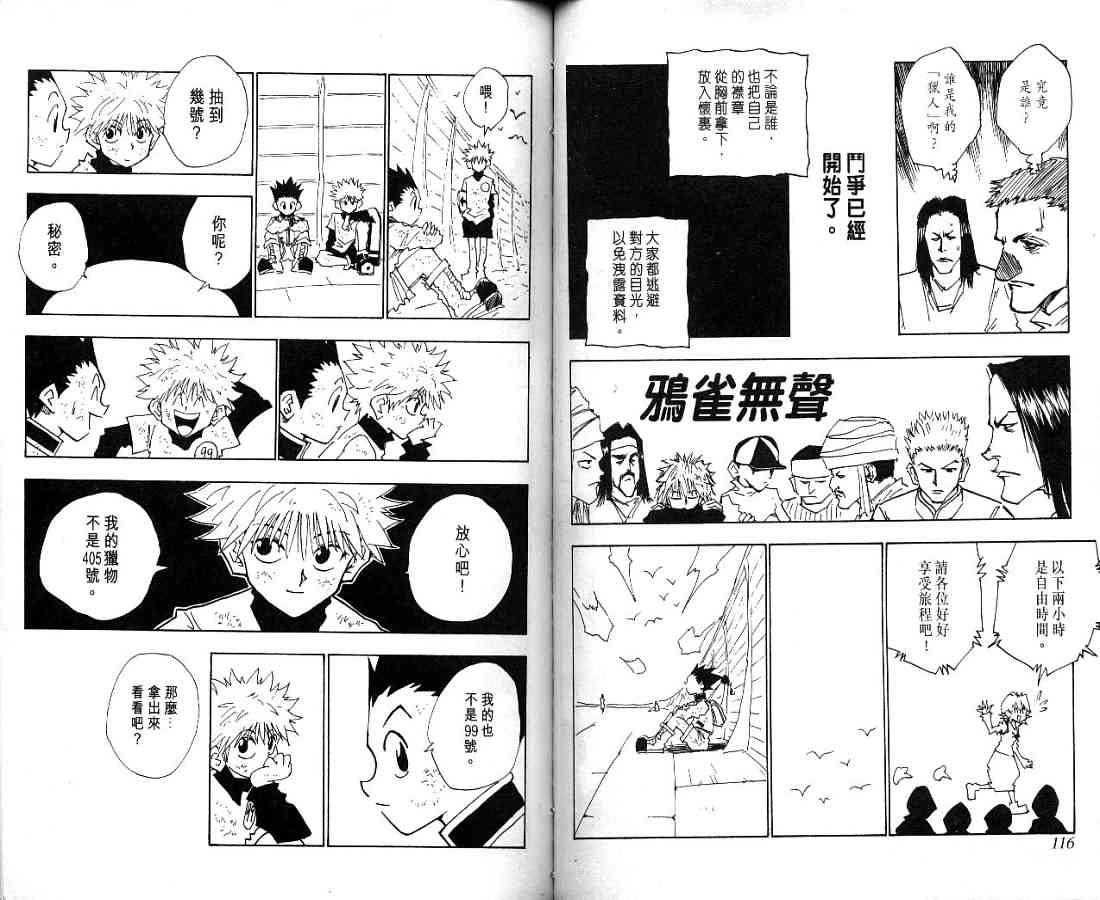 究竟
是誰？
誰是我的
「獵人」啊？
鬥爭已經
開始了。
不論是誰，
也把自己
的襟章
從胸前拿下，
放入懷裏。
大家都逃避
對方的目光，
以免洩露資料。
鴉雀無聲
以下兩小時
是自由時間。
請各位好好
享受旅程吧！
116
喂！
抽到
幾號？
你呢？
秘密。
99
放心吧！
我的獵物
不是405號。
我的也
不是99號。
那麼…
拿出來
看看吧？